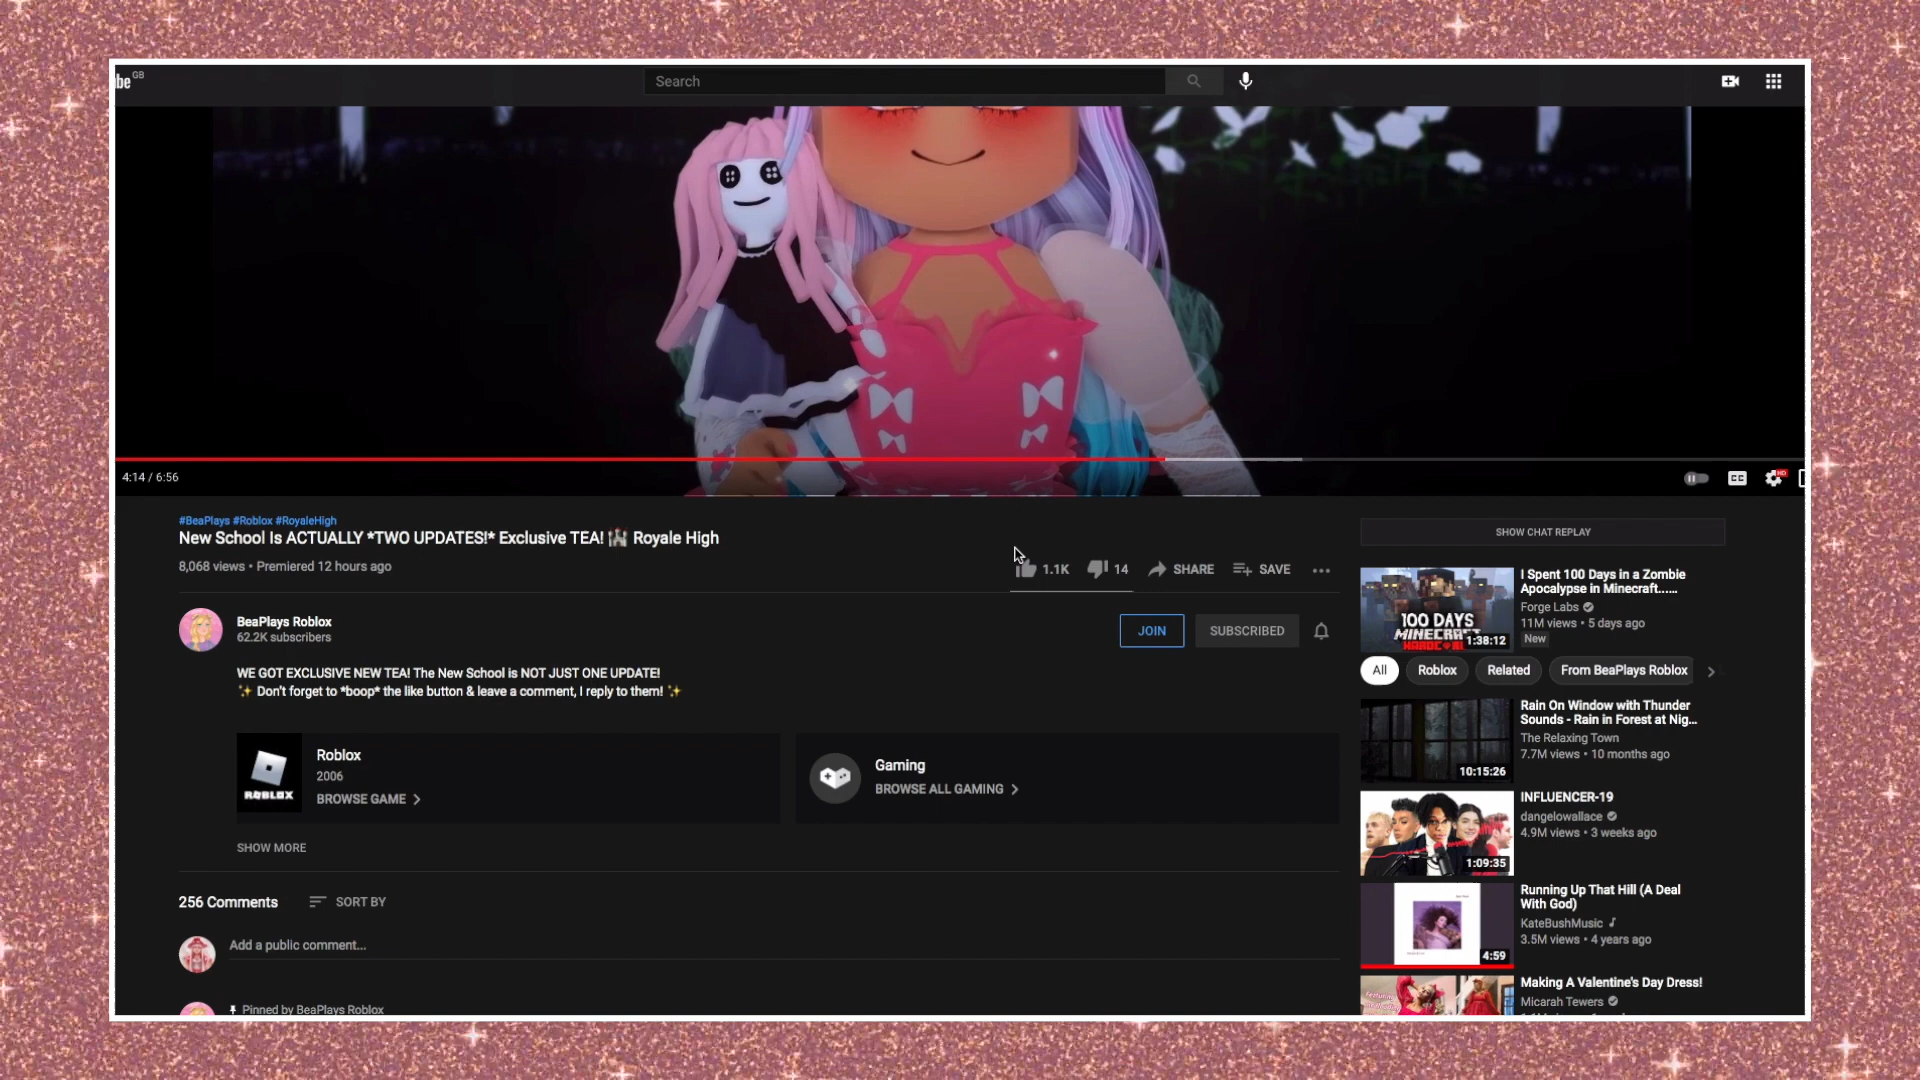 be GB
Search
4:14 / 6:56
CC
HD
#BeaPlays #Roblox #RoyaleHigh
New School Is ACTUALLY *TWO UPDATES!* Exclusive TEA! 🏰 Royale High
8,068 views • Premiered 12 hours ago
1.1K
14
SHARE
SAVE
BeaPlays Roblox
62.2K subscribers
JOIN
SUBSCRIBED
WE GOT EXCLUSIVE NEW TEA! The New School is NOT JUST ONE UPDATE!
✨ Don't forget to *boop* the like button & leave a comment, I reply to them! ✨
ROBLOX
Roblox
2006
BROWSE GAME
Gaming
BROWSE ALL GAMING
SHOW MORE
256 Comments
SORT BY
Add a public comment...
Pinned by BeaPlays Roblox
SHOW CHAT REPLAY
100 DAYS
MINECRAFT
1:38:12
I Spent 100 Days in a Zombie
Apocalypse in Minecraft......
Forge Labs
11M views • 5 days ago
New
All
Roblox
Related
From BeaPlays Roblox
10:15:26
Rain On Window with Thunder
Sounds - Rain in Forest at Nig...
The Relaxing Town
7.7M views • 10 months ago
1:09:35
INFLUENCER-19
dangelowallace
4.9M views • 3 weeks ago
4:59
Running Up That Hill (A Deal
With God)
KateBushMusic
3.5M views • 4 years ago
Making A Valentine's Day Dress!
Micarah Tewers